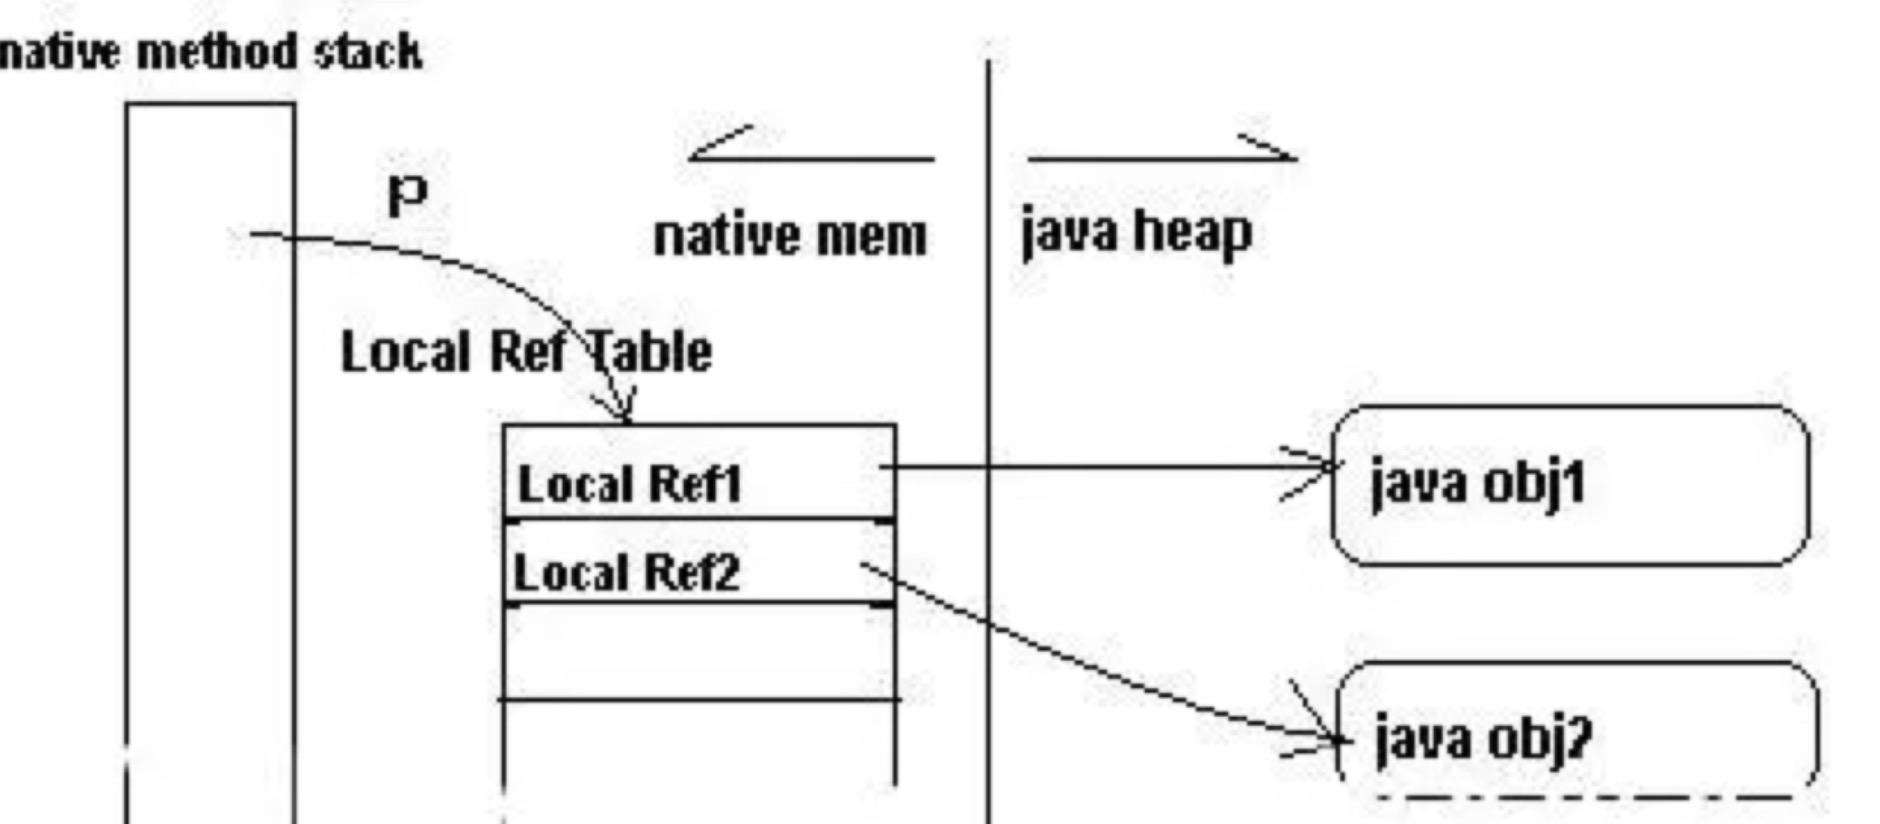 native method stack
p
native mem
java heap
Local Ref Table
Local Ref1
java obj1
Local Ref2
java obj2